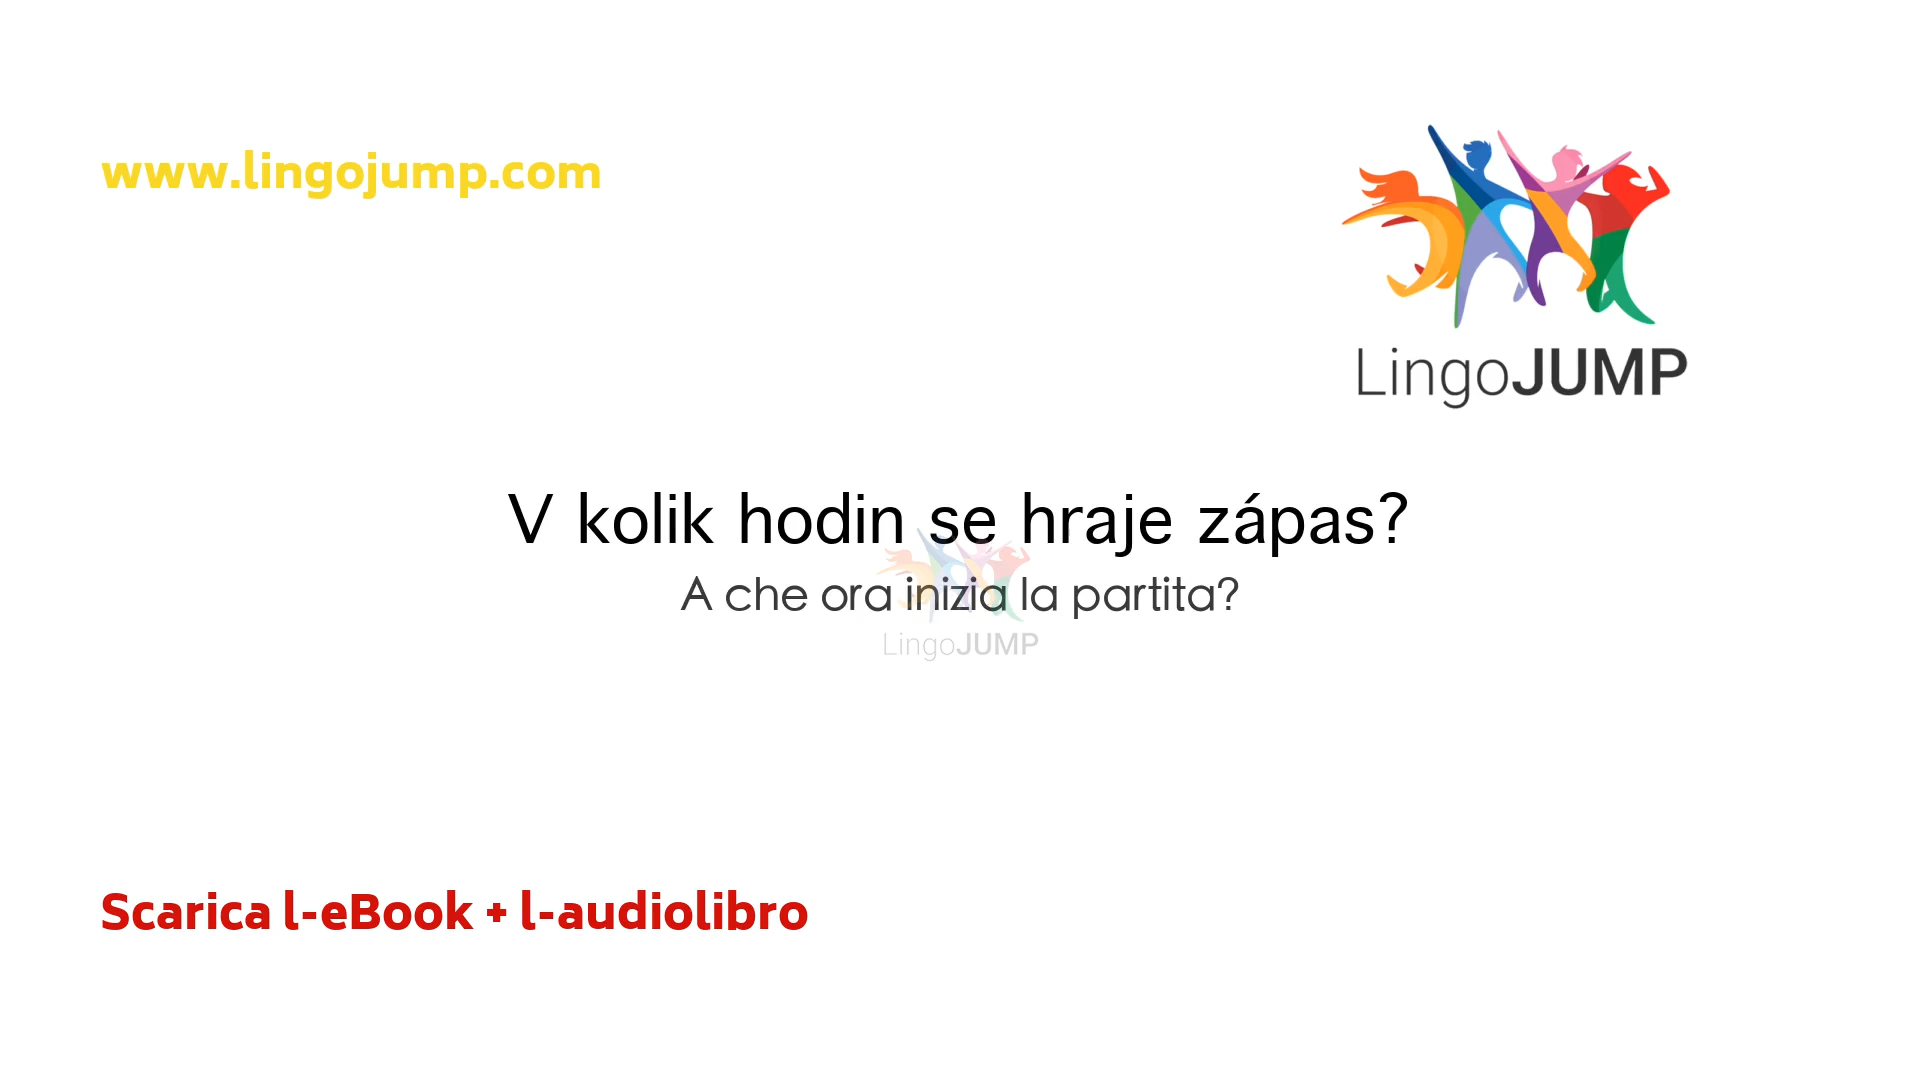 www.lingojump.com
LingoJUMP
V kolik hodin se hraje zápas?
A che ora inizia la partita?
LingoJUMP
Scarica l-eBook + l-audiolibro